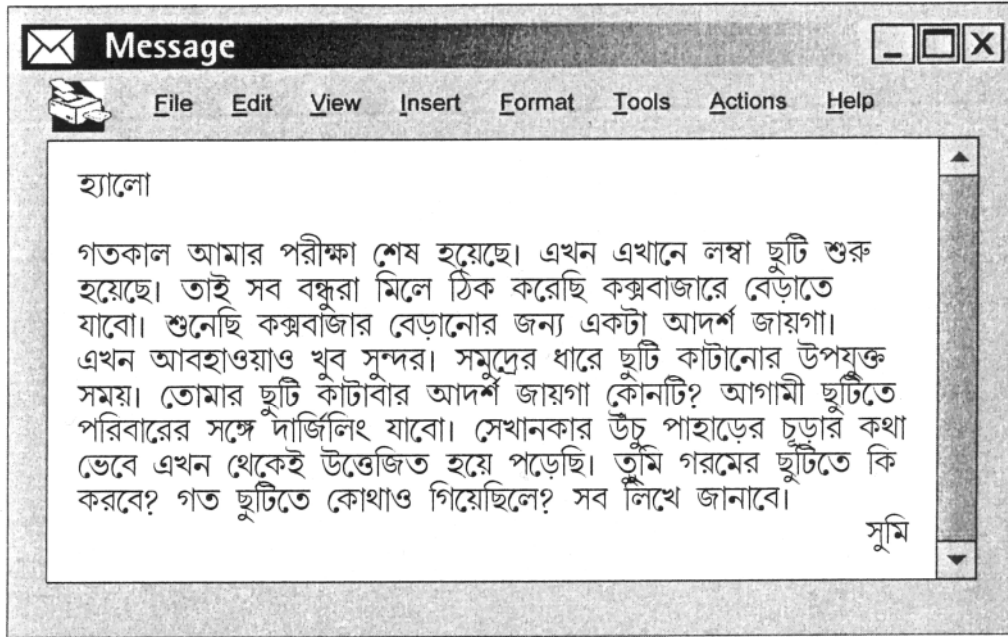 Message
File Edit View Insert Format Tools Actions Help
হ্যালো
গতকাল আমার পরীক্ষা শেষ হয়েছে। এখন এখানে লম্বা ছুটি শুরু
হয়েছে। তাই সব বন্ধুরা মিলে ঠিক করেছি কক্সবাজারে বেড়াতে
যাবো। শুনেছি কক্সবাজার বেড়ানোর জন্য একটা আদর্শ জায়গা।
এখন আবহাওয়াও খুব সুন্দর। সমুদ্রের ধারে ছুটি কাটানোর উপযুক্ত
সময়। তোমার ছুটি কাটাবার আদর্শ জায়গা কোনটি? আগামী ছুটিতে
পরিবারের সঙ্গে দার্জিলিং যাবো। সেখানকার উঁচু পাহাড়ের চূড়ার কথা
ভেবে এখন থেকেই উত্তেজিত হয়ে পড়েছি। তুমি গরমের ছুটিতে কি
করবে? গত ছুটিতে কোথাও গিয়েছিলে? সব লিখে জানাবে।
সুমি